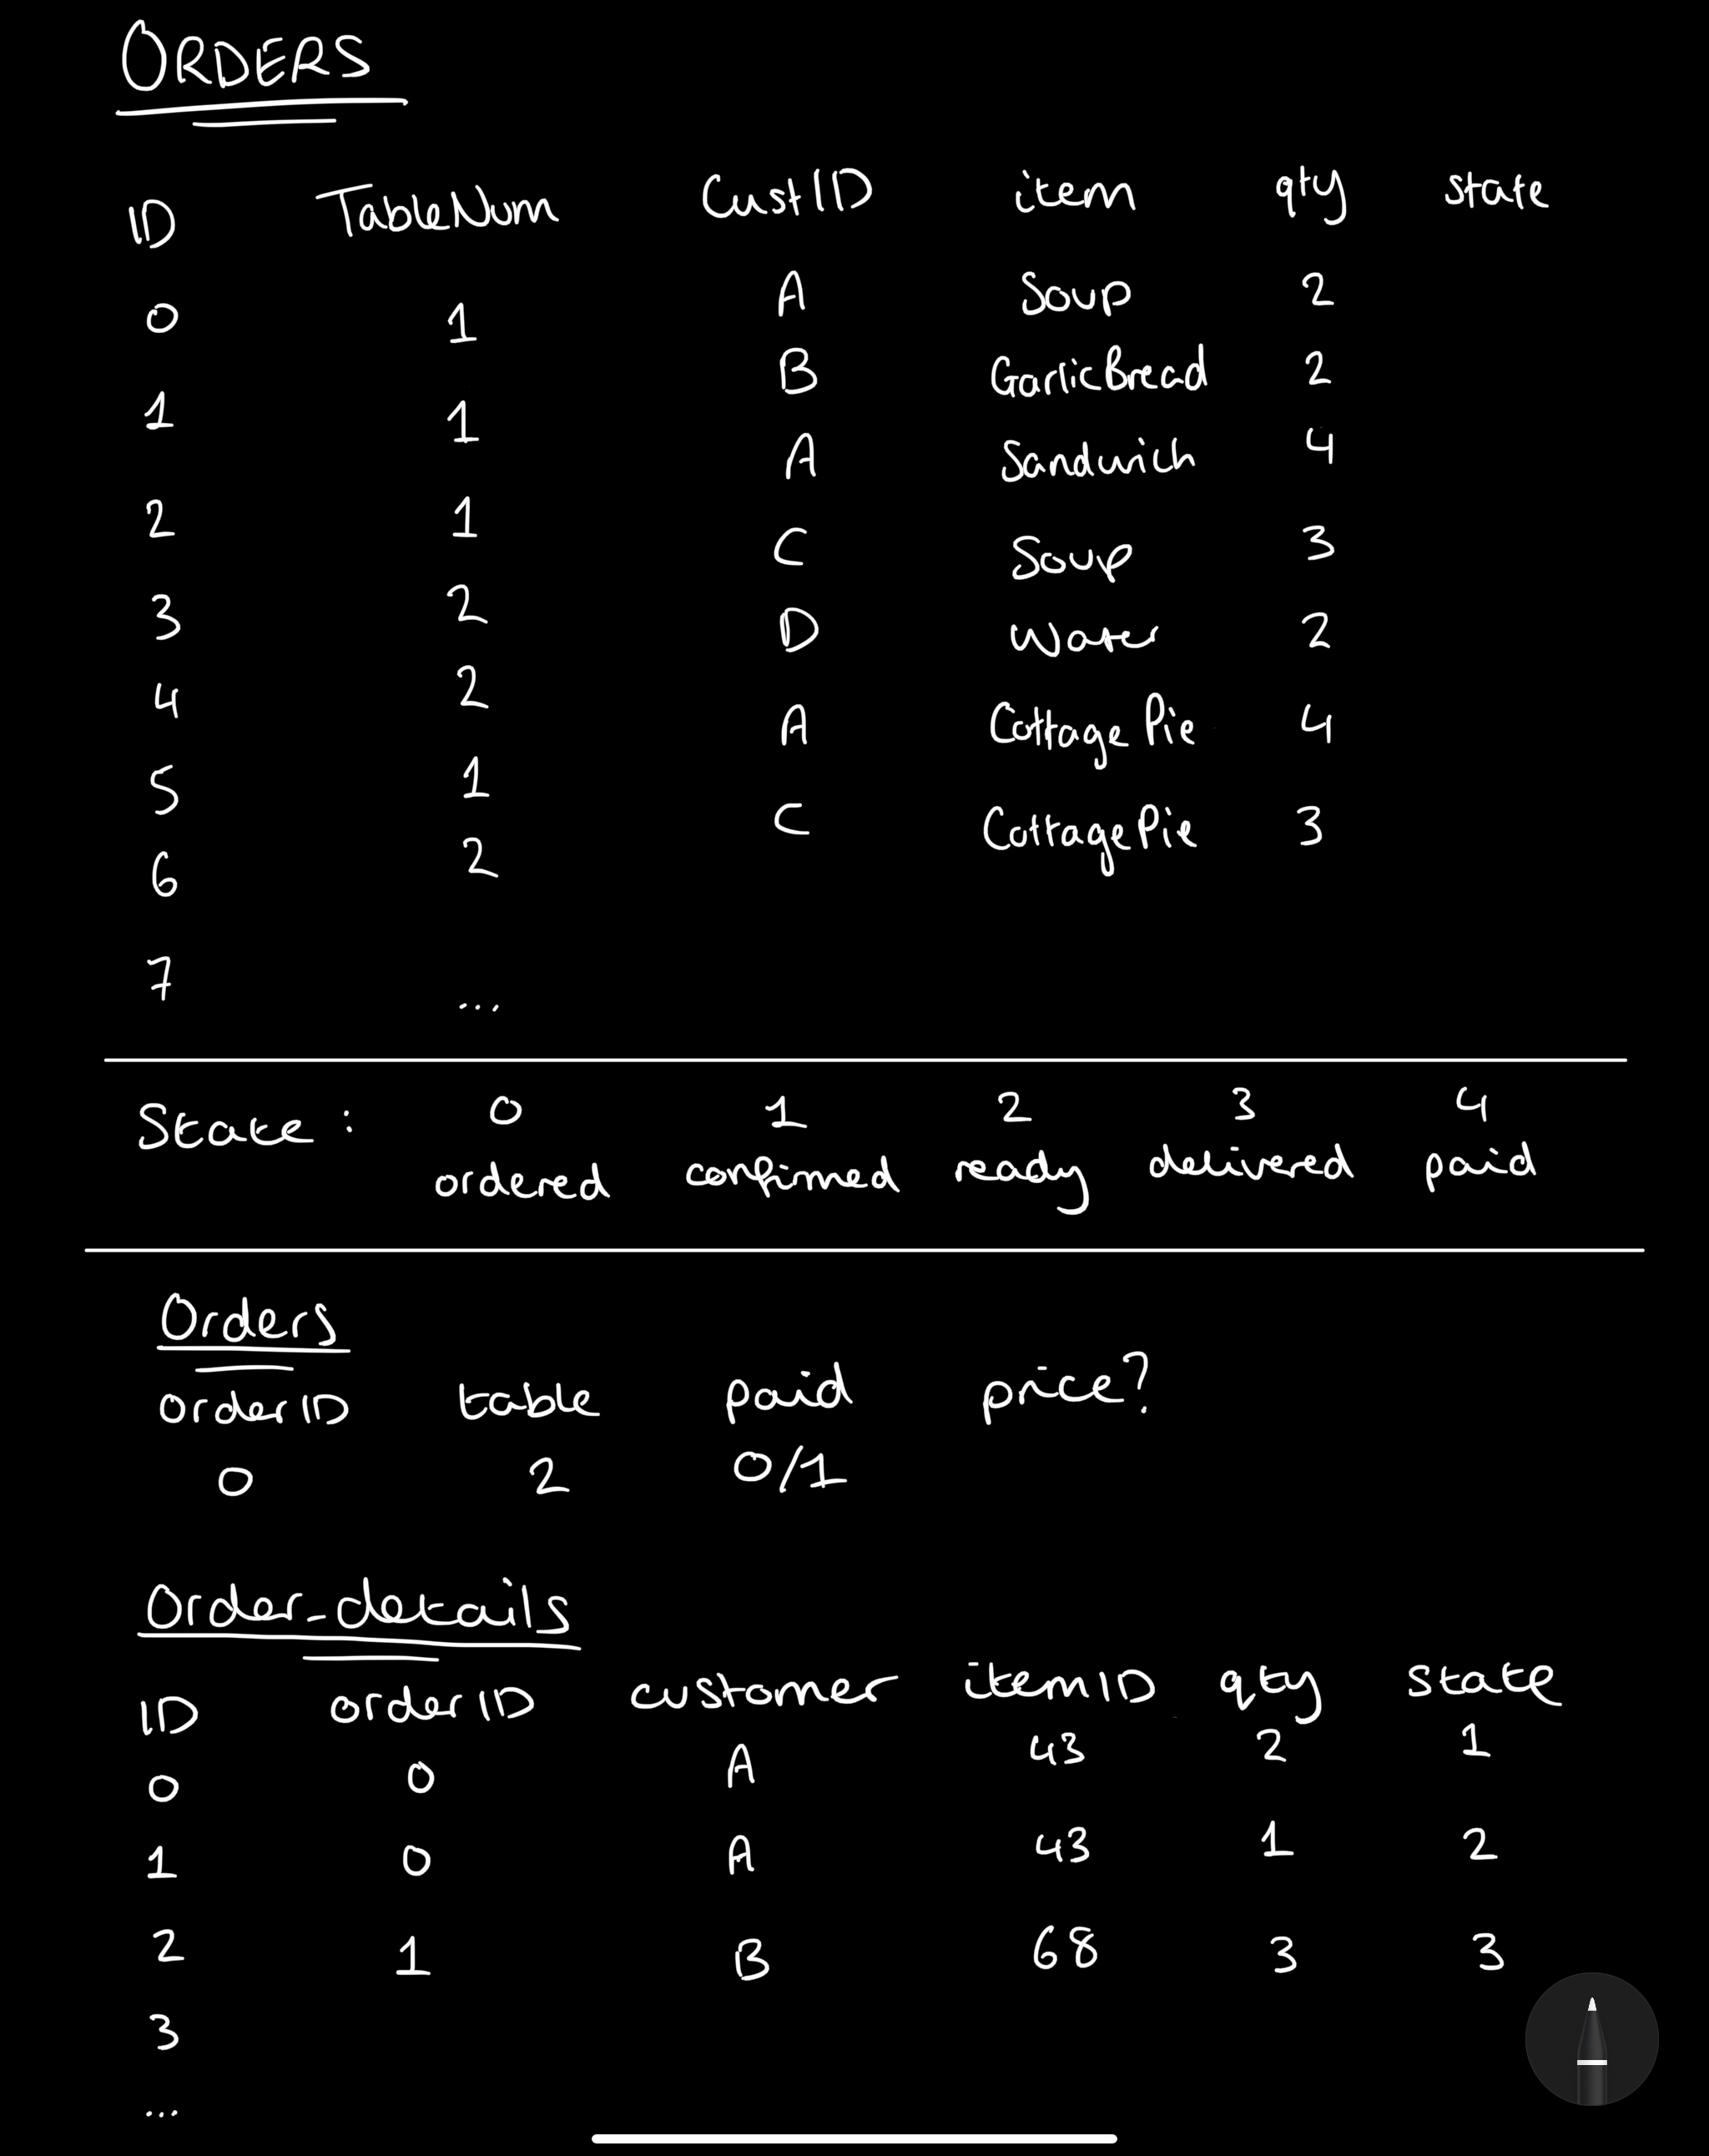 ORDERS
ID TableNum CustID item qty state
0 1 A Soup 2
1 1 B GarlicBread 2
2 1 A Sandwich 4
3 2 C Soup 3
4 2 D Water 2
5 1 A Cottage Pie 4
6 2 C Cottage Pie 3
7 ...
State: 0 1 2 3 4
ordered confirmed ready delivered paid
Orders
orderID table paid price?
0 2 0/1
Order_details
ID orderID customer itemID qty state
0 0 A 43 2 1
1 0 A 43 1 2
2 1 B 68 3 3
3
...